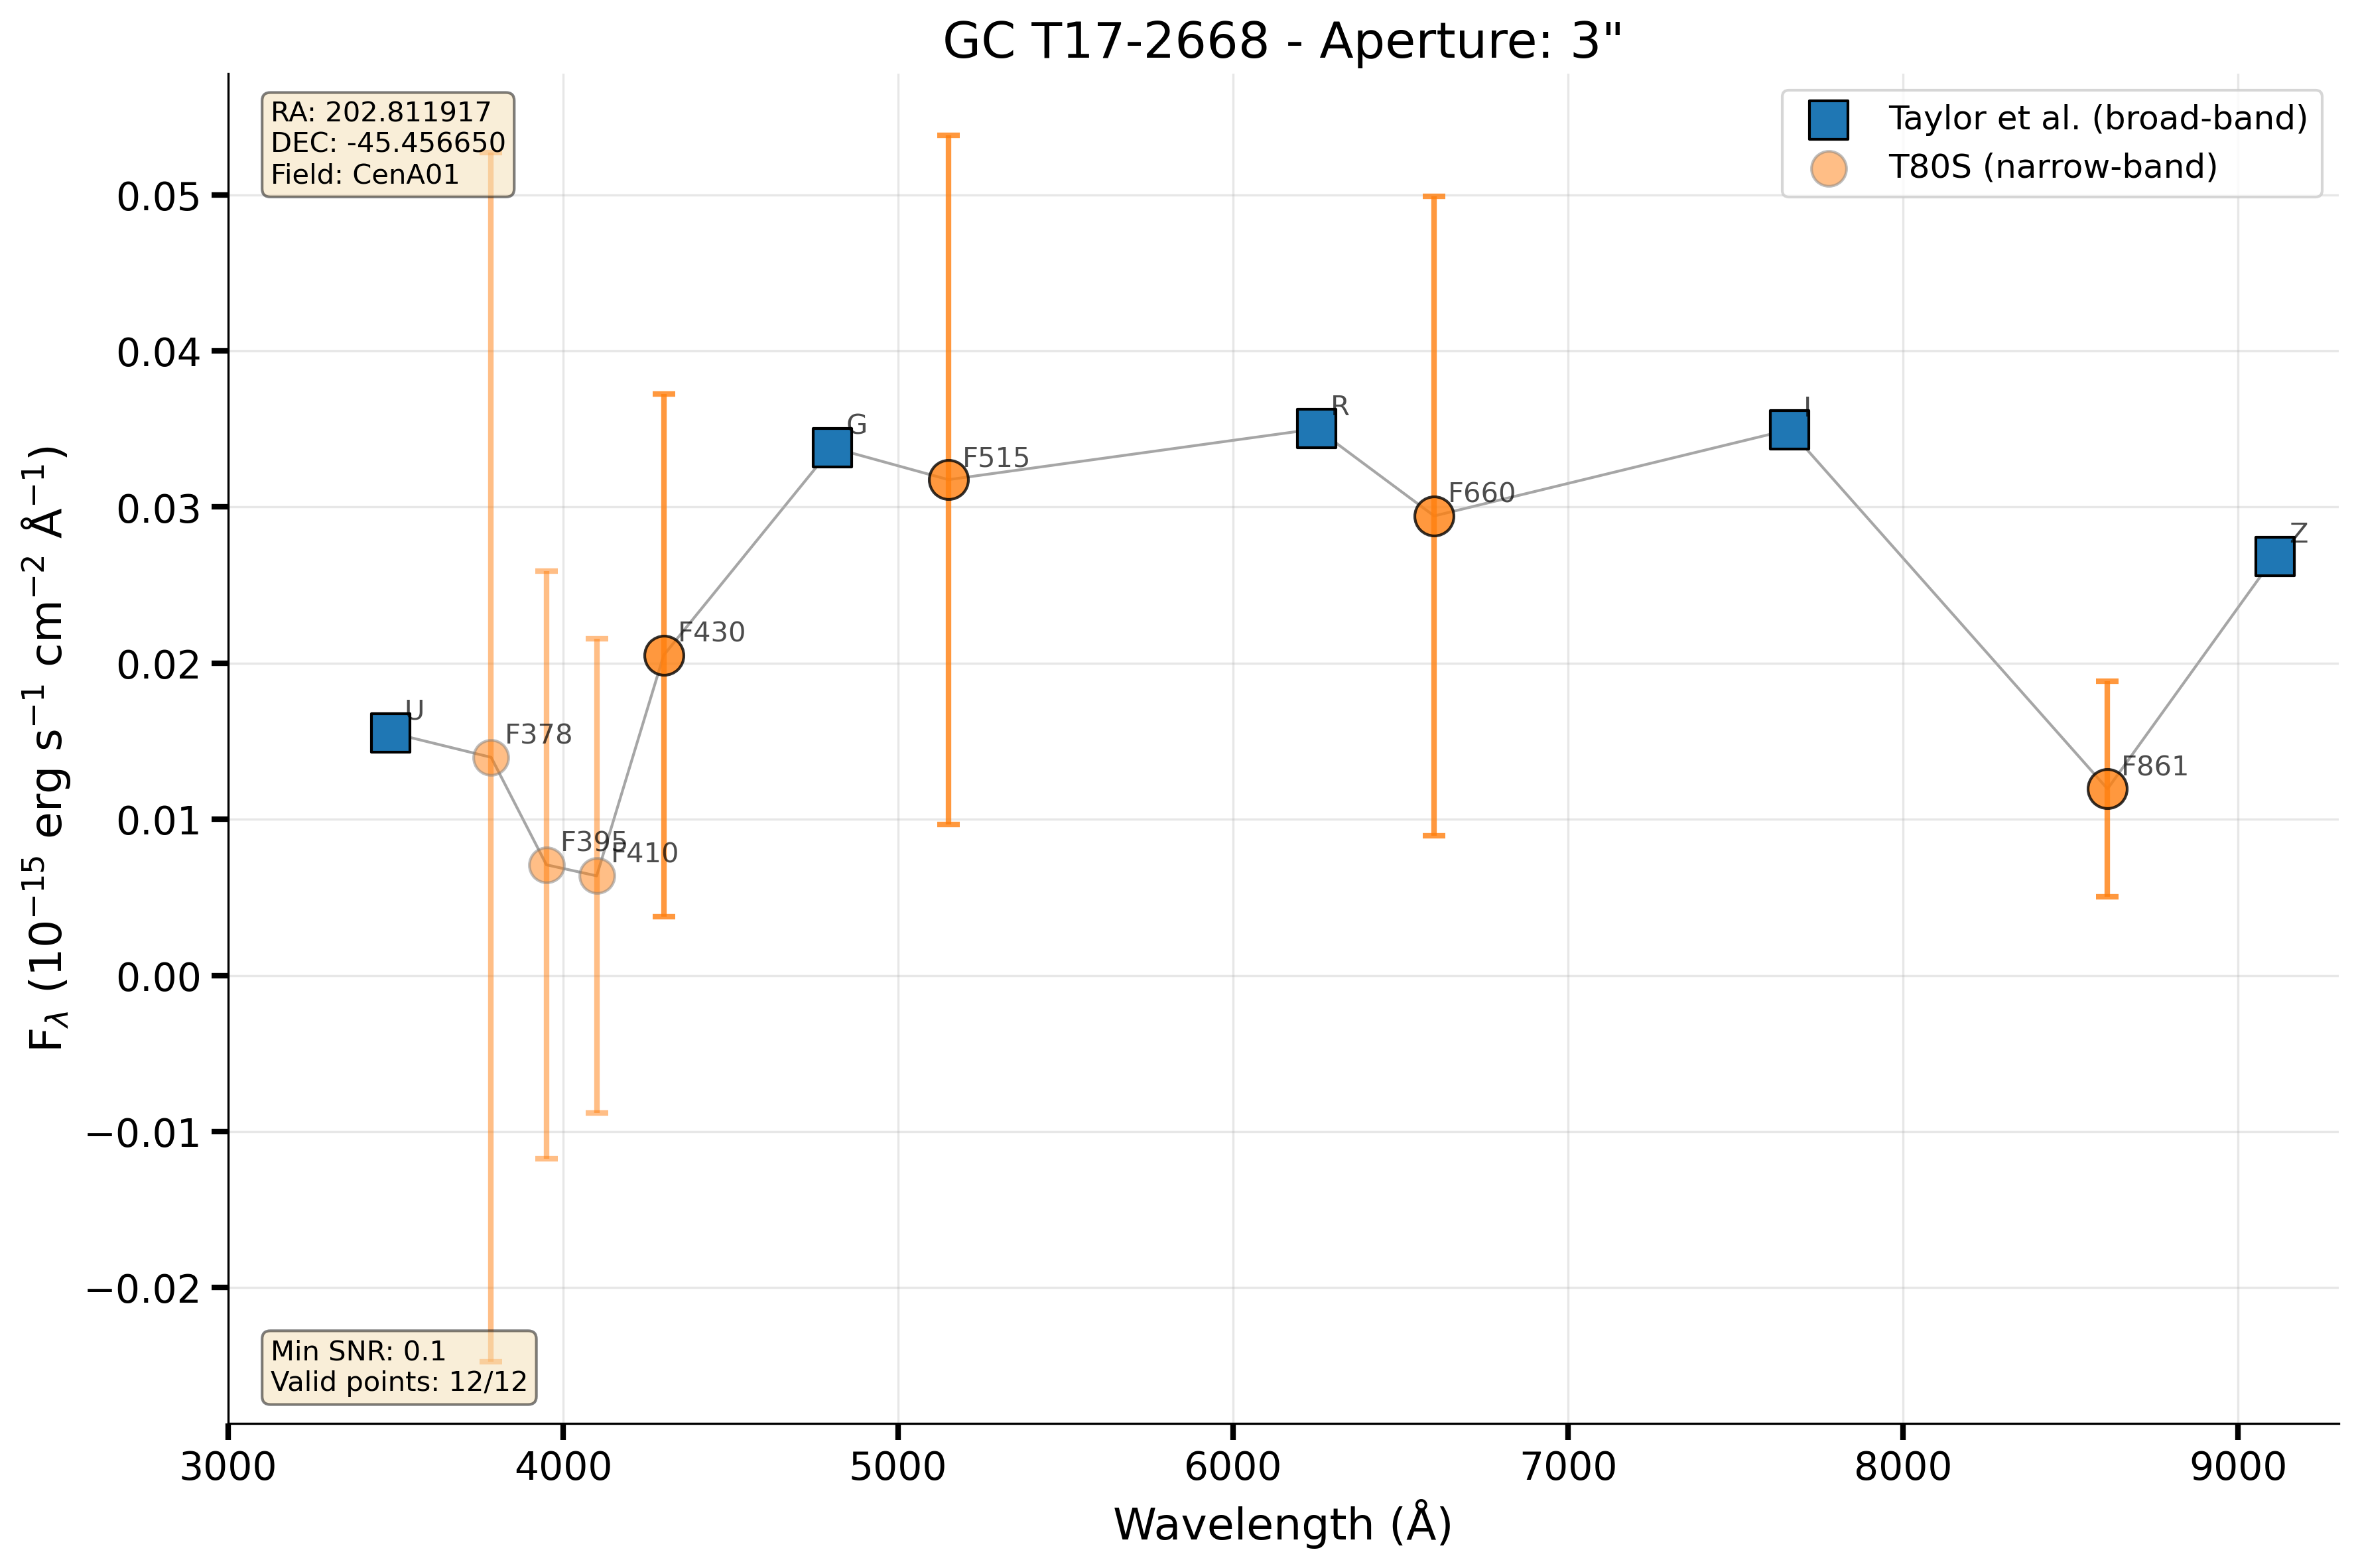 GC T17-2668 - Aperture: 3"
RA: 202.811917
DEC: -45.456650
Field: CenA01
Taylor et al. (broad-band)
T80S (narrow-band)
0.05
0.04
0.03
0.02
0.01
0.00
−0.01
−0.02
F_λ (10⁻¹⁵ erg s⁻¹ cm⁻² Å⁻¹)
U
F378
F395
F410
F430
G
F515
R
F660
I
F861
Z
Min SNR: 0.1
Valid points: 12/12
3000 4000 5000 6000 7000 8000 9000
Wavelength (Å)